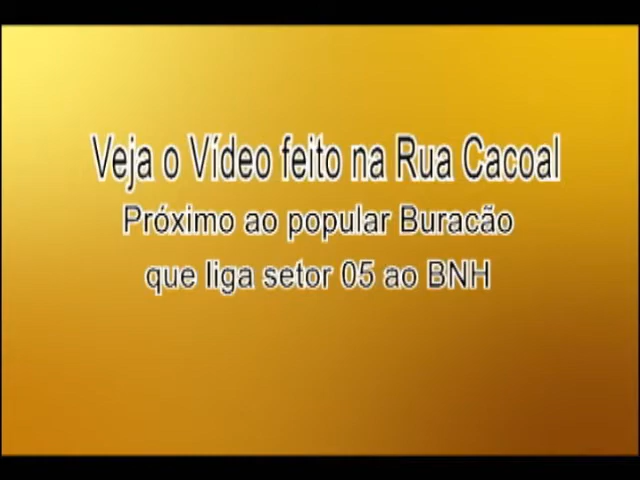 Veja o Vídeo feito na Rua Cacoal
Próximo ao popular Buracão
que liga setor 05 ao BNH